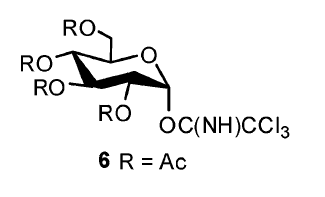 RO
RO
O
RO
RO
OC(NH)CCl3
6 R = Ac